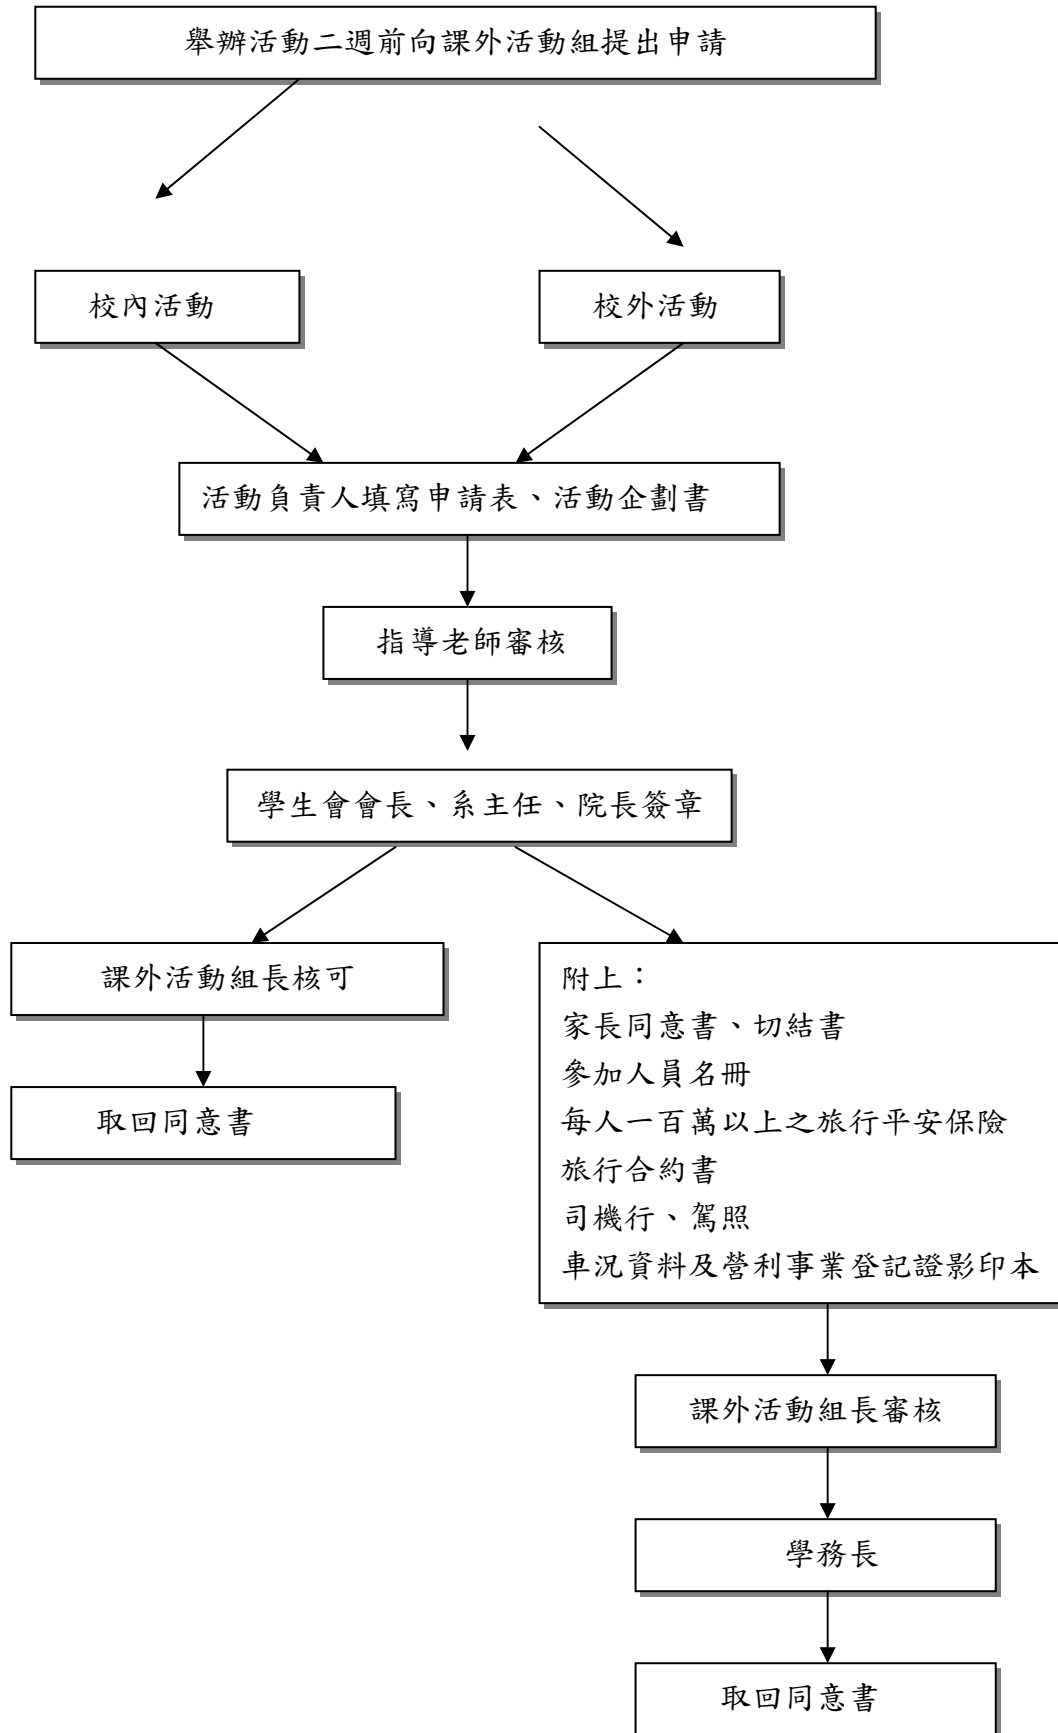 舉辦活動二週前向課外活動組提出申請
校內活動
校外活動
活動負責人填寫申請表、活動企劃書
指導老師審核
學生會會長、系主任、院長簽章
課外活動組長核可
取回同意書
附上：
家長同意書、切結書
參加人員名冊
每人一百萬以上之旅行平安保險
旅行合約書
司機行、駕照
車況資料及營利事業登記證影印本
課外活動組長審核
學務長
取回同意書